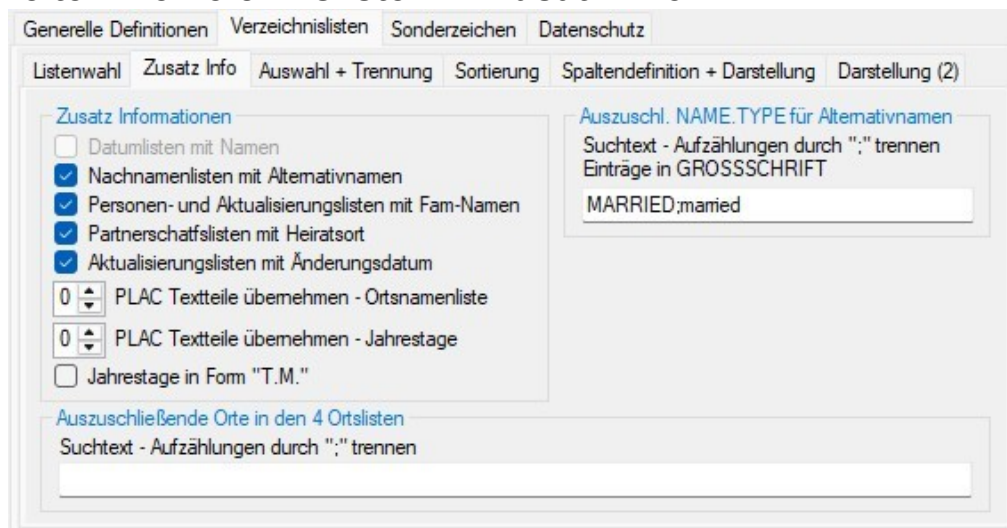 Generelle Definitionen Verzeichnislisten Sonderzeichen Datenschutz
Listenwahl Zusatz Info Auswahl + Trennung Sortierung Spaltendefinition + Darstellung Darstellung (2)
Zusatz Informationen
Datumlisten mit Namen
Nachnamenlisten mit Alternativnamen
Personen- und Aktualisierungslisten mit Fam-Namen
Partnerschatfslisten mit Heiratsort
Aktualisierungslisten mit Änderungsdatum
0 PLAC Textteile übernehmen - Ortsnamenliste
0 PLAC Textteile übernehmen - Jahrestage
Jahrestage in Form "T.M."
Auszuschl. NAME.TYPE für Alternativnamen
Suchtext - Aufzählungen durch ";" trennen
Einträge in GROSSSCHRIFT
MARRIED;married
Auszuschließende Orte in den 4 Ortslisten
Suchtext - Aufzählungen durch ";" trennen